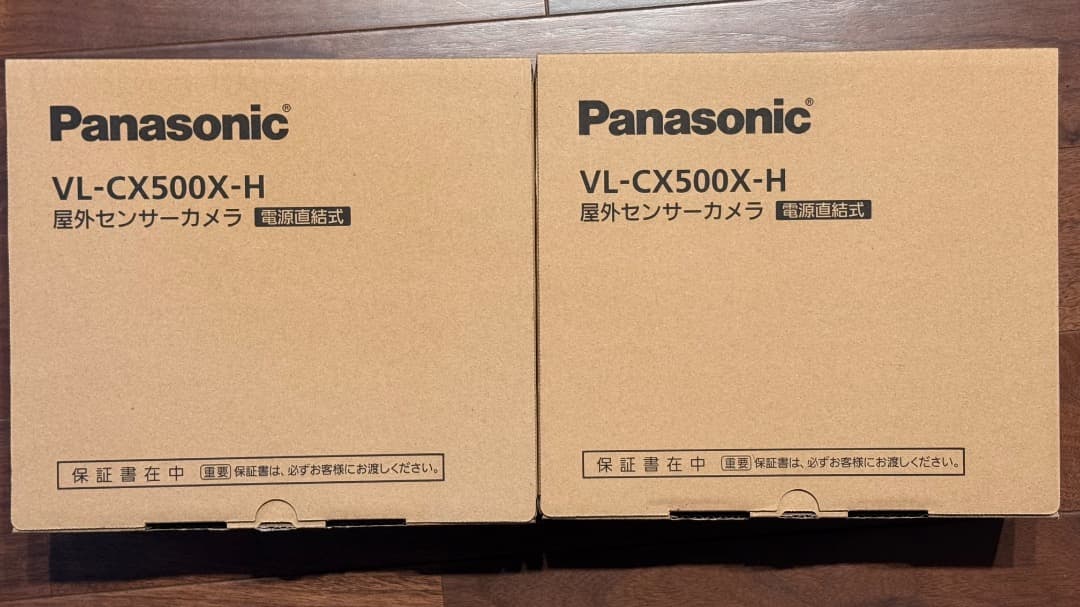 Panasonic®
VL-CX500X-H
屋外センサーカメラ 電源直結式
保証書在中 重要 保証書は、必ずお客様にお渡しください。
Panasonic®
VL-CX500X-H
屋外センサーカメラ 電源直結式
保証書在中 重要 保証書は、必ずお客様にお渡しください。